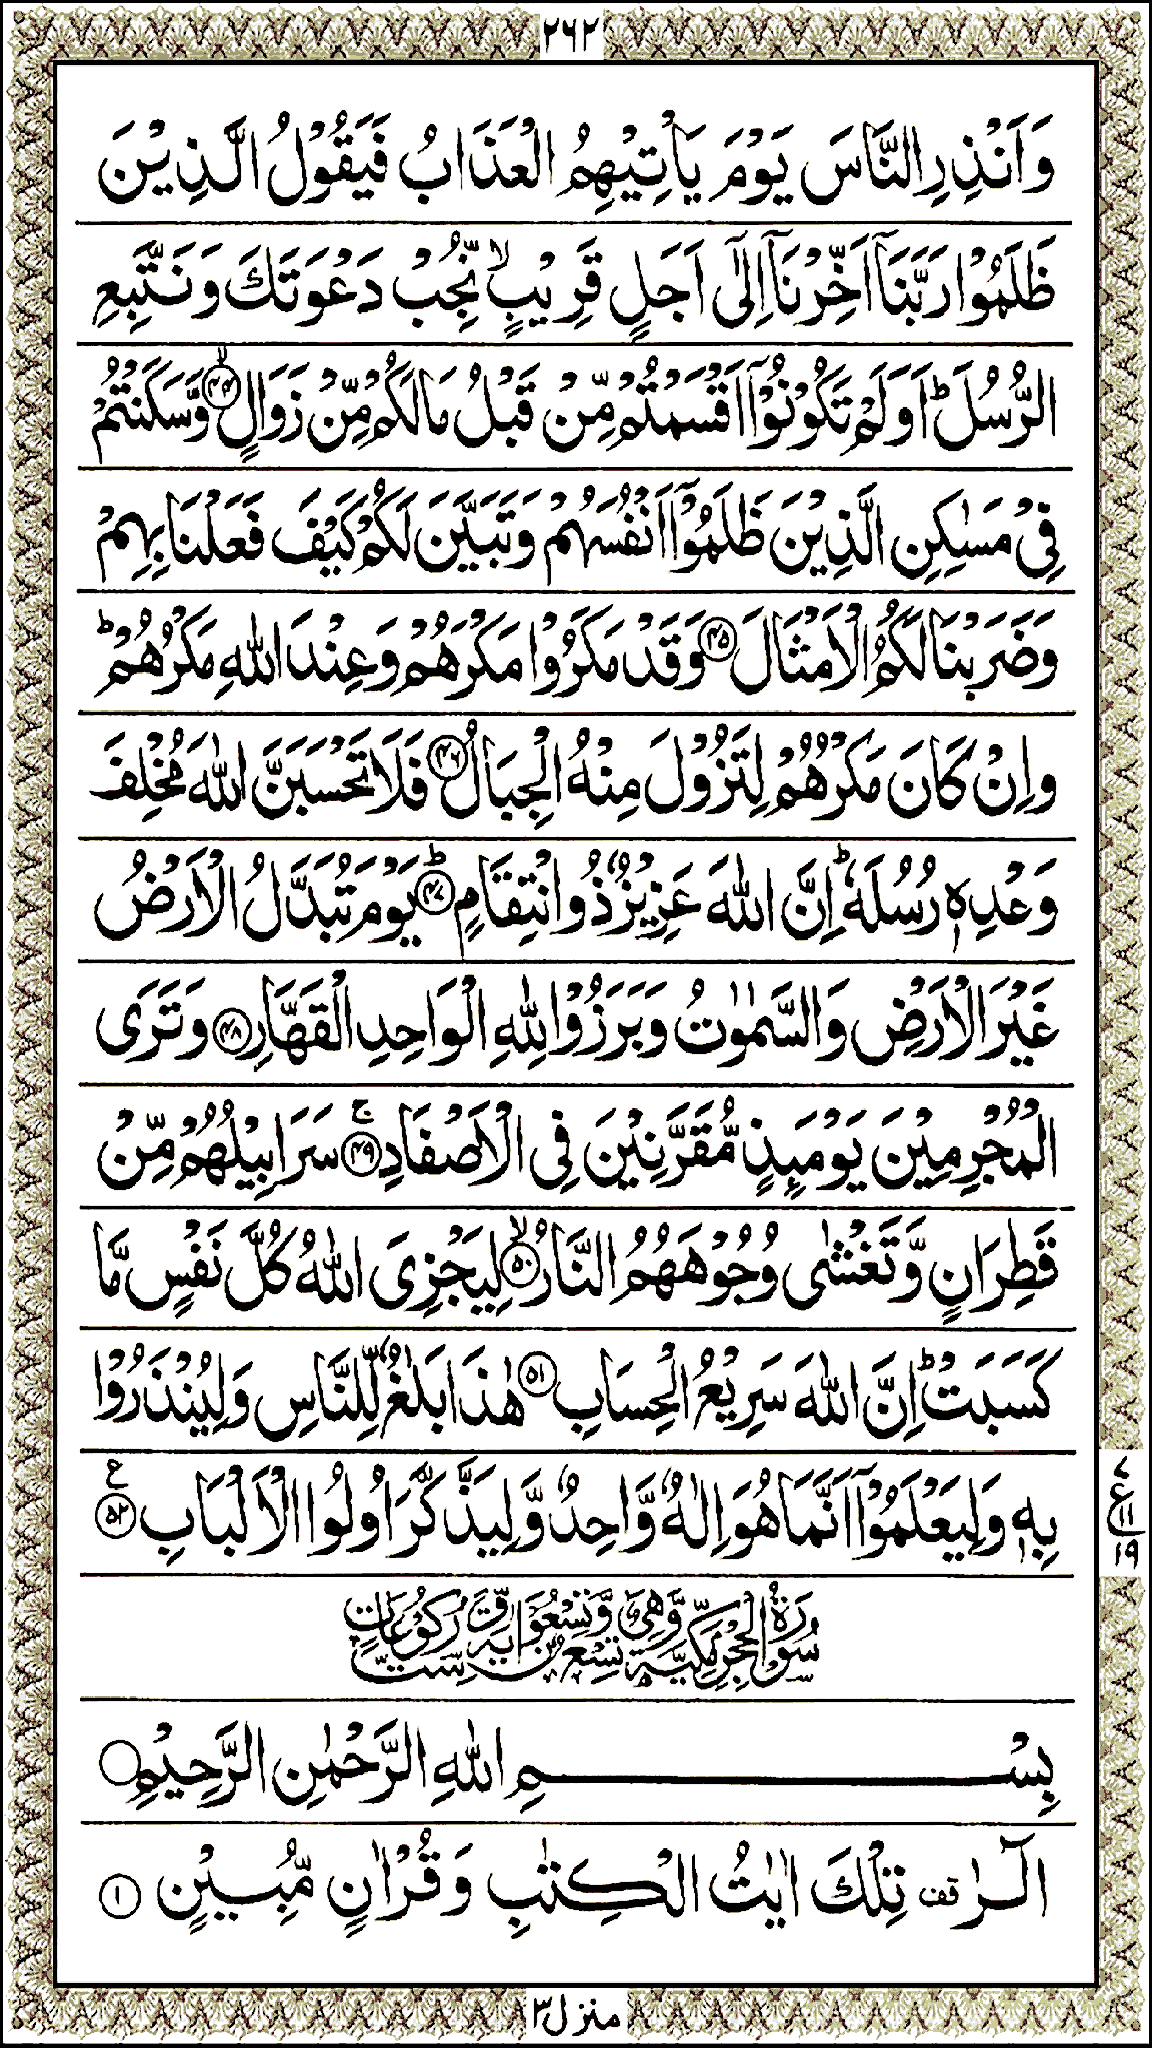 ۲۶۲
وَاَنْذِرِ النَّاسَ يَوْمَ يَاْتِيْهِمُ الْعَذَابُ فَيَقُوْلُ الَّذِيْنَ
ظَلَمُوْا رَبَّنَاۤ اَخِّرْنَاۤ اِلٰۤى اَجَلٍ قَرِيْبٍ ۙ نُّجِبْ دَعْوَتَكَ وَنَتَّبِعِ
الرُّسُلَ ؕ اَوَلَمْ تَكُوْنُوْۤا اَقْسَمْتُمْ مِّنْ قَبْلُ مَا لَكُمْ مِّنْ زَوَالٍ ۙ﴿۴۴﴾ وَّسَكَنْتُمْ
فِيْ مَسٰكِنِ الَّذِيْنَ ظَلَمُوْۤا اَنْفُسَهُمْ وَتَبَيَّنَ لَكُمْ كَيْفَ فَعَلْنَا بِهِمْ
وَضَرَبْنَا لَكُمُ الْاَمْثَالَ ﴿۴۵﴾ وَقَدْ مَكَرُوْا مَكْرَهُمْ وَعِنْدَ اللّٰهِ مَكْرُهُمْ ؕ
وَاِنْ كَانَ مَكْرُهُمْ لِتَزُوْلَ مِنْهُ الْجِبَالُ ﴿۴۶﴾ فَلَا تَحْسَبَنَّ اللّٰهَ مُخْلِفَ
وَعْدِهٖ رُسُلَهٗ ؕ اِنَّ اللّٰهَ عَزِيْزٌ ذُو انْتِقَامٍ ؕ﴿۴۷﴾ يَوْمَ تُبَدَّلُ الْاَرْضُ
غَيْرَ الْاَرْضِ وَالسَّمٰوٰتُ وَبَرَزُوْا لِلّٰهِ الْوَاحِدِ الْقَهَّارِ ﴿۴۸﴾ وَتَرَى
الْمُجْرِمِيْنَ يَوْمَىِٕذٍ مُّقَرَّنِيْنَ فِى الْاَصْفَادِ ۚ﴿۴۹﴾ سَرَابِيْلُهُمْ مِّنْ
قَطِرَانٍ وَّتَغْشٰى وُجُوْهَهُمُ النَّارُ ۙ﴿۵۰﴾ لِيَجْزِىَ اللّٰهُ كُلَّ نَفْسٍ مَّا
كَسَبَتْ ؕ اِنَّ اللّٰهَ سَرِيْعُ الْحِسَابِ ﴿۵۱﴾ هٰذَا بَلٰغٌ لِّلنَّاسِ وَلِيُنْذَرُوْا
بِهٖ وَلِيَعْلَمُوْۤا اَنَّمَا هُوَ اِلٰهٌ وَّاحِدٌ وَّلِيَذَّكَّرَ اُولُوا الْاَلْبَابِ ﴿۵۲﴾ ع
۷
ع
۱۱
۱۹
سُوْرَةُ الْحِجْرِ مَكِّيَّةٌ وَّهِيَ تِسْعٌ وَّتِسْعُوْنَ اٰيَةً وَّسِتُّ رُكُوْعَاتٍ
بِسْمِ اللّٰهِ الرَّحْمٰنِ الرَّحِيْمِ
الٓرٰ قف تِلْكَ اٰيٰتُ الْكِتٰبِ وَقُرْاٰنٍ مُّبِيْنٍ ﴿۱﴾
منزل ۳